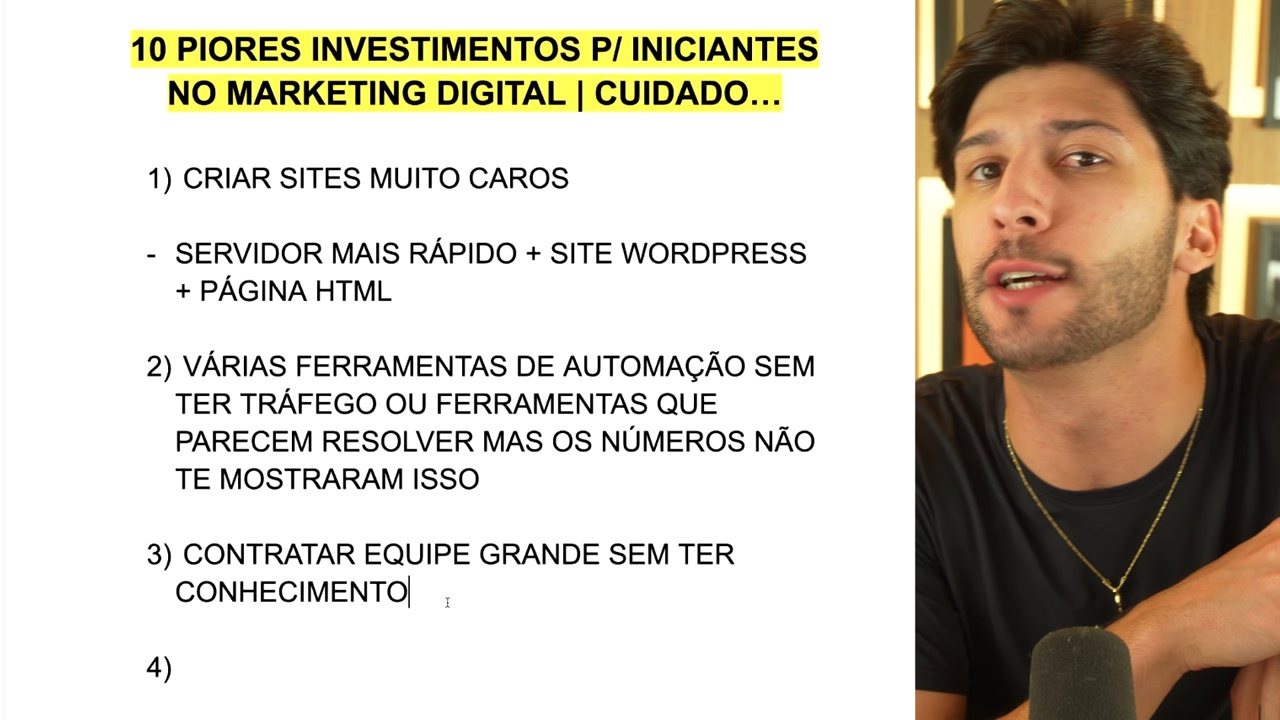 10 PIORES INVESTIMENTOS P/ INICIANTES
NO MARKETING DIGITAL | CUIDADO...
1) CRIAR SITES MUITO CAROS
- SERVIDOR MAIS RÁPIDO + SITE WORDPRESS
+ PÁGINA HTML
2) VÁRIAS FERRAMENTAS DE AUTOMAÇÃO SEM
TER TRÁFEGO OU FERRAMENTAS QUE
PARECEM RESOLVER MAS OS NÚMEROS NÃO
TE MOSTRARAM ISSO
3) CONTRATAR EQUIPE GRANDE SEM TER
CONHECIMENTO
4)